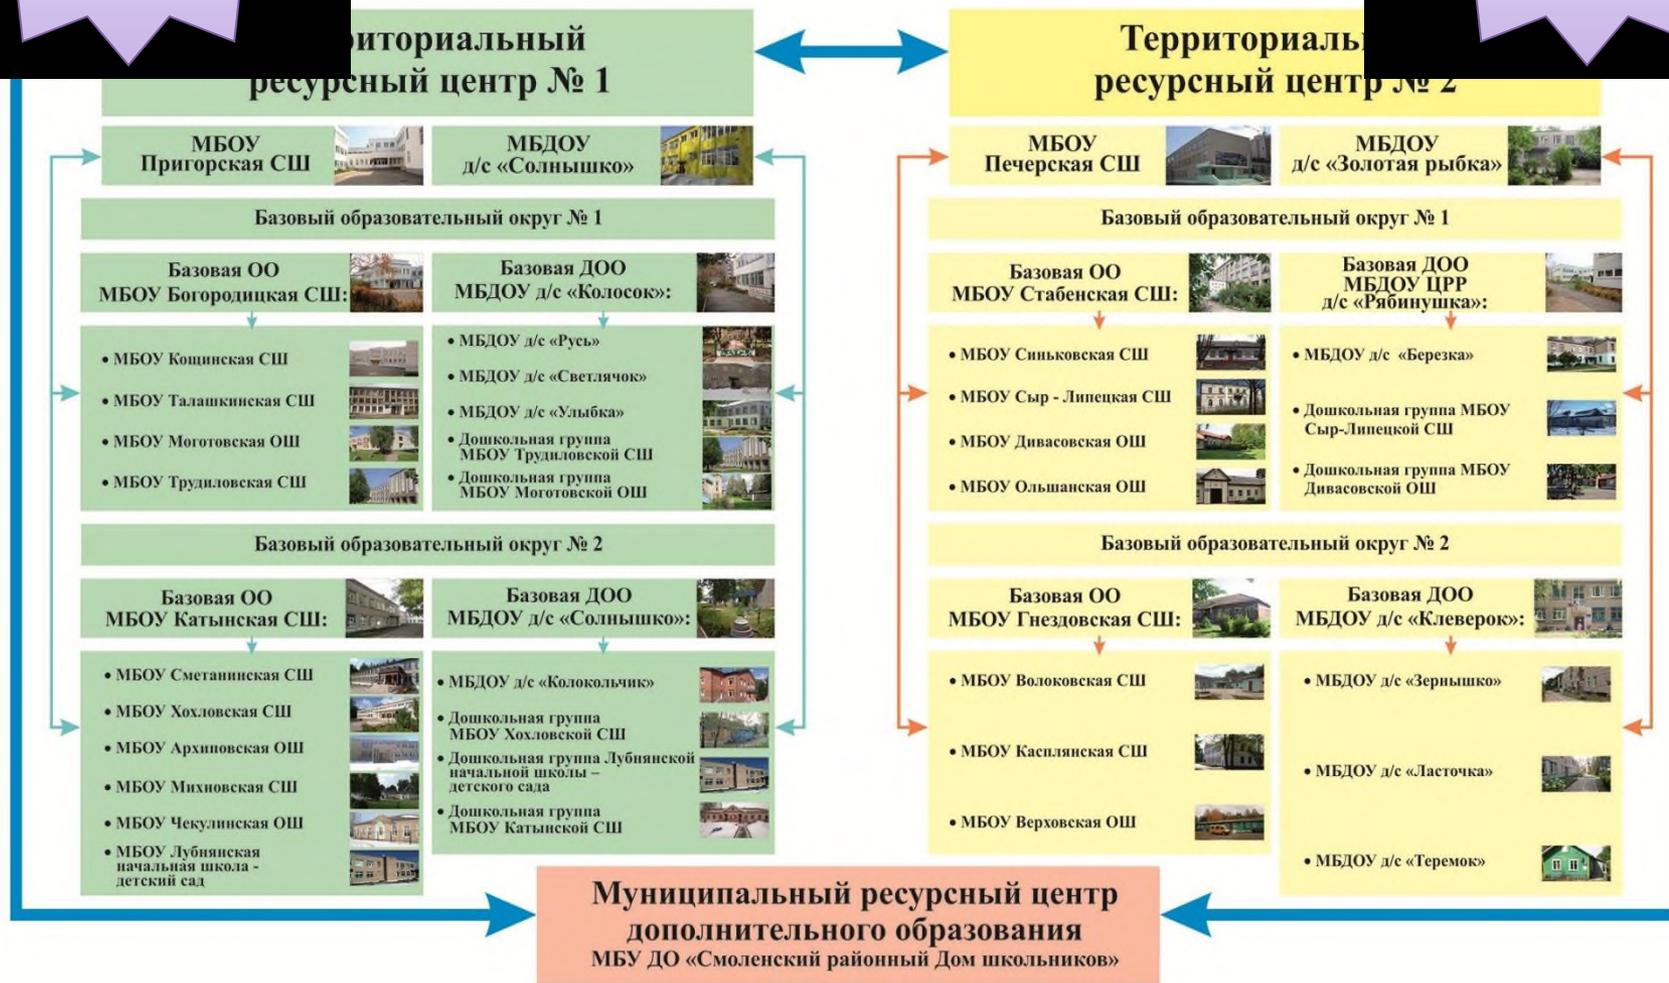 риториальный
ресурсный центр № 1
МБОУ
Пригорская СШ
МБДОУ
д/с «Солнышко»
Базовый образовательный округ № 1
Базовая ОО
МБОУ Богородицкая СШ:
Базовая ДОО
МБДОУ д/с «Колосок»:
• МБОУ Кощинская СШ
• МБОУ Талашкинская СШ
• МБОУ Моготовская ОШ
• МБОУ Трудиловская СШ
• МБДОУ д/с «Русь»
• МБДОУ д/с «Светлячок»
• МБДОУ д/с «Улыбка»
• Дошкольная группа
МБОУ Трудиловской СШ
• Дошкольная группа
МБОУ Моготовской ОШ
Базовый образовательный округ № 2
Базовая ОО
МБОУ Катынская СШ:
Базовая ДОО
МБДОУ д/с «Солнышко»:
• МБОУ Сметанинская СШ
• МБОУ Хохловская СШ
• МБОУ Архиповская ОШ
• МБОУ Михновская СШ
• МБОУ Чекулинская ОШ
• МБОУ Лубнянская
начальная школа -
детский сад
• МБДОУ д/с «Колокольчик»
• Дошкольная группа
МБОУ Хохловской СШ
• Дошкольная группа Лубнянской
начальной школы –
детского сада
• Дошкольная группа
МБОУ Катынской СШ
Территориаль
ресурсный центр № 2
МБОУ
Печерская СШ
МБДОУ
д/с «Золотая рыбка»
Базовый образовательный округ № 1
Базовая ОО
МБОУ Стабенская СШ:
Базовая ДОО
МБДОУ ЦРР
д/с «Рябинушка»:
• МБОУ Синьковская СШ
• МБОУ Сыр - Липецкая СШ
• МБОУ Дивасовская ОШ
• МБОУ Ольшанская ОШ
• МБДОУ д/с «Березка»
• Дошкольная группа МБОУ
Сыр-Липецкой СШ
• Дошкольная группа МБОУ
Дивасовской ОШ
Базовый образовательный округ № 2
Базовая ОО
МБОУ Гнездовская СШ:
Базовая ДОО
МБДОУ д/с «Клеверок»:
• МБОУ Волоковская СШ
• МБОУ Касплянская СШ
• МБОУ Верховская ОШ
• МБДОУ д/с «Зернышко»
• МБДОУ д/с «Ласточка»
• МБДОУ д/с «Теремок»
Муниципальный ресурсный центр
дополнительного образования
МБУ ДО «Смоленский районный Дом школьников»